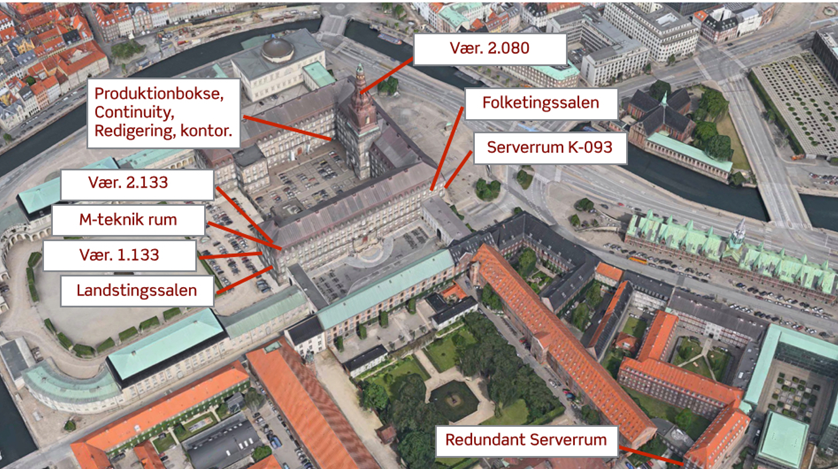 Vær. 2.080
Produktionbokse,
Continuity,
Redigering, kontor.
Folketingssalen
Serverrum K-093
Vær. 2.133
M-teknik rum
Vær. 1.133
Landstingssalen
Redundant Serverrum